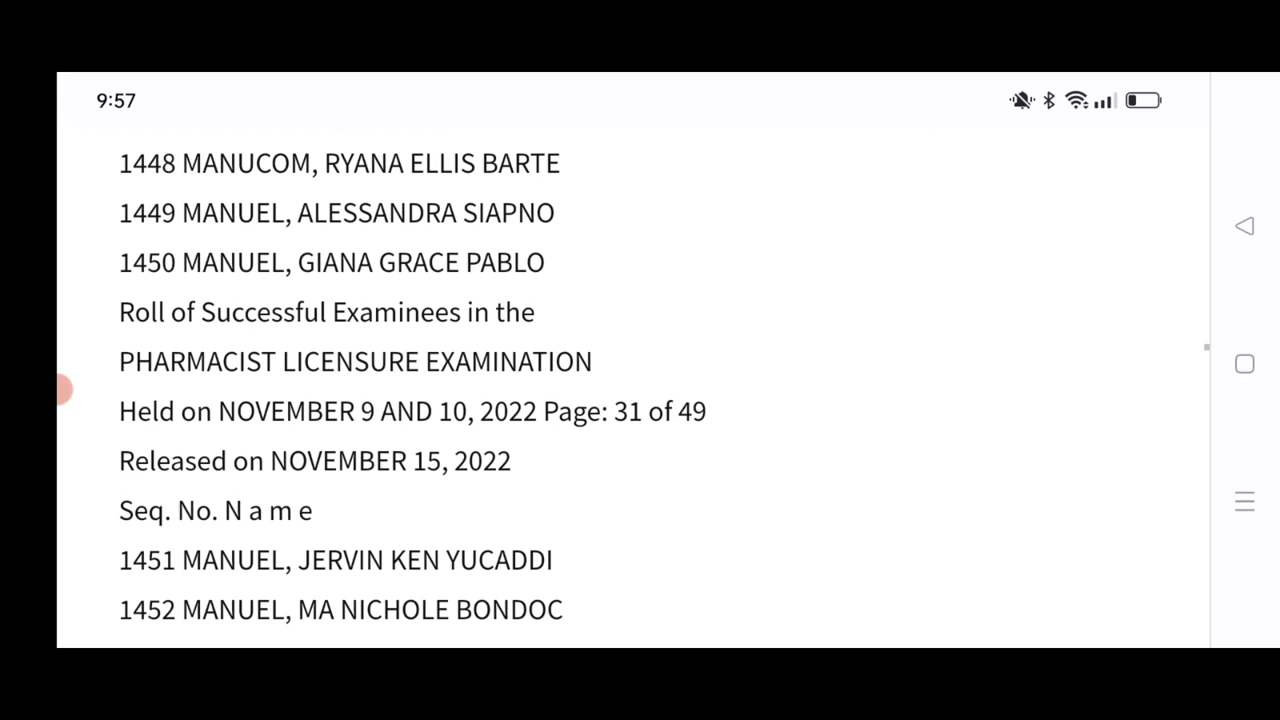 9:57
1448 MANUCOM, RYANA ELLIS BARTE
1449 MANUEL, ALESSANDRA SIAPNO
1450 MANUEL, GIANA GRACE PABLO
Roll of Successful Examinees in the
PHARMACIST LICENSURE EXAMINATION
Held on NOVEMBER 9 AND 10, 2022 Page: 31 of 49
Released on NOVEMBER 15, 2022
Seq. No. N a m e
1451 MANUEL, JERVIN KEN YUCADDI
1452 MANUEL, MA NICHOLE BONDOC